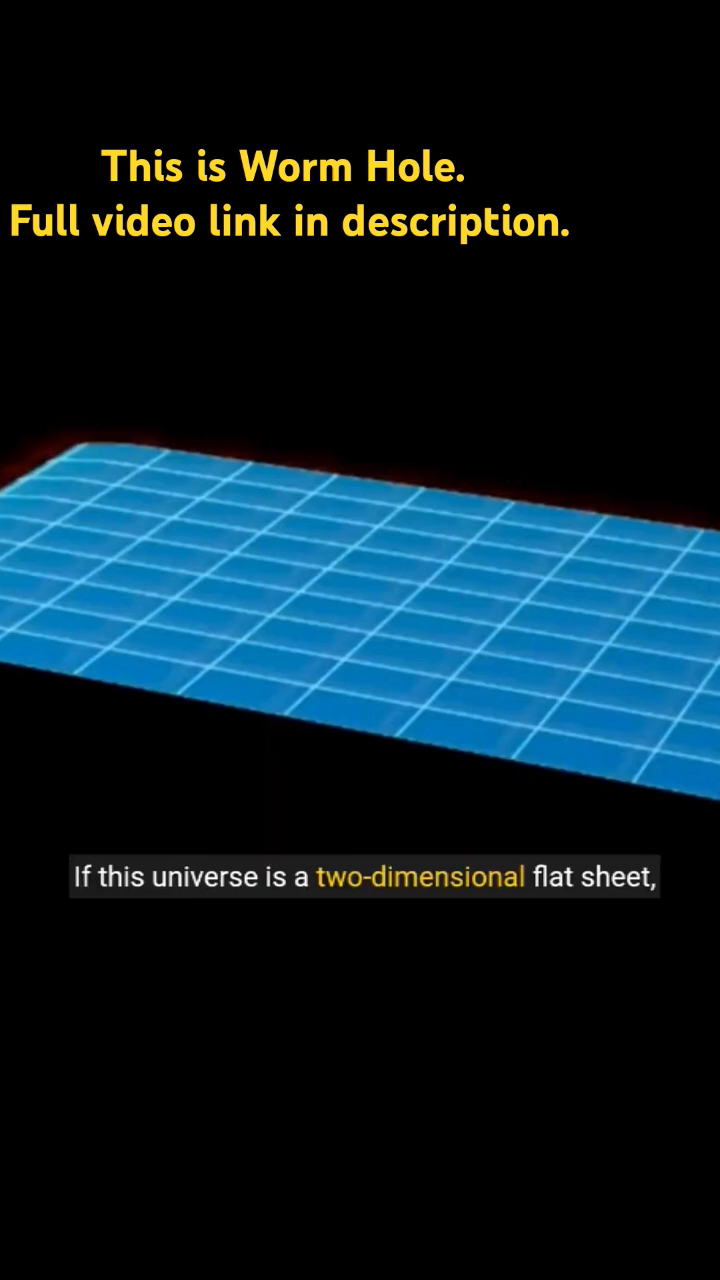 This is Worm Hole.
Full video link in description.
If this universe is a two-dimensional flat sheet,